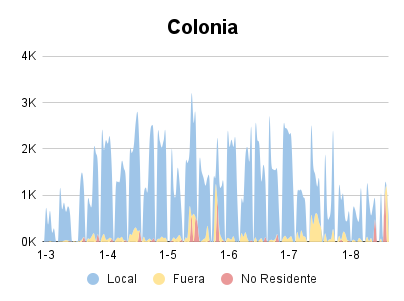 Colonia
4K
3K
2K
1K
0K
1-3 1-4 1-5 1-6 1-7 1-8
Local Fuera No Residente